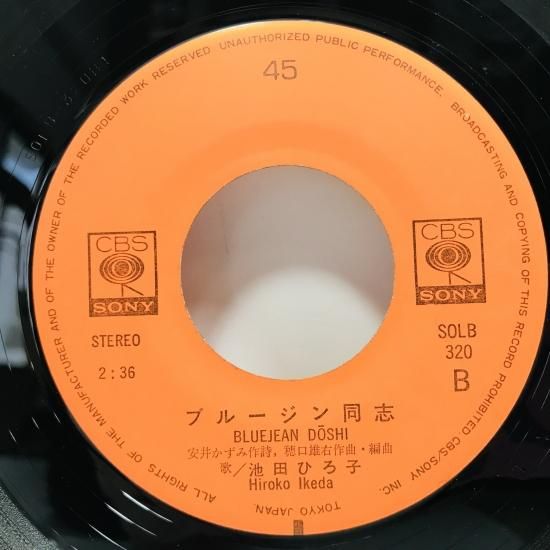 ALL RIGHTS OF THE MANUFACTURER AND OF THE OWNER OF THE RECORDED WORK RESERVED UNAUTHORIZED PUBLIC PERFORMANCE, BROADCASTING AND COPYING OF THIS RECORD PROHIBITED CBS/SONY INC. TOKYO JAPAN
45
CBS
SONY
CBS
SONY
STEREO
2:36
SOLB
320
B
ブルージン同志
BLUEJEAN DŌSHI
安井かずみ作詩,穂口雄右作曲・編曲
歌/池田ひろ子
Hiroko Ikeda